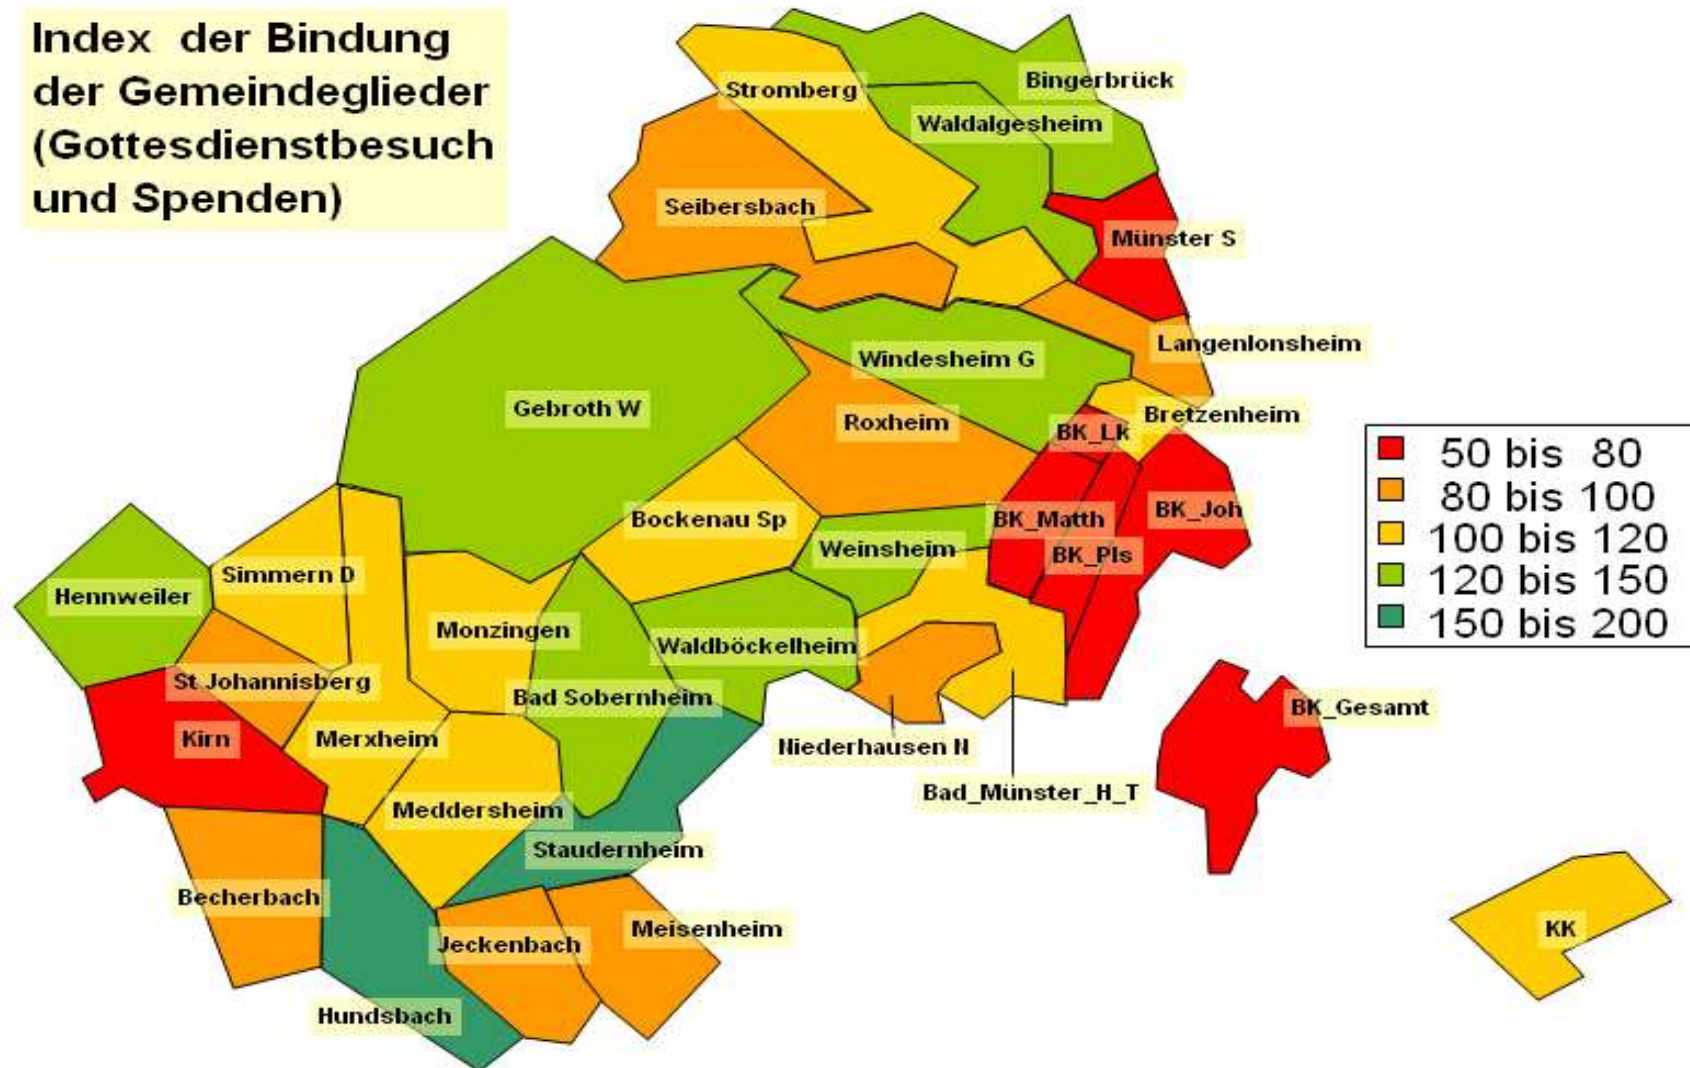 Index der Bindung
der Gemeindeglieder
(Gottesdienstbesuch
und Spenden)
Bingerbrück
Stromberg
Waldalgesheim
Seibersbach
Münster S
Langenlonsheim
Windesheim G
Gebroth W
Roxheim
Bretzenheim
BK_Lk
BK_Joh
Bockenau Sp
BK_Matth
Weinsheim
BK_Pls
Simmern D
Hennweiler
Monzingen
Waldböckelheim
St Johannisberg
Bad Sobernheim
Kirn
Merxheim
Niederhausen N
BK_Gesamt
Bad_Münster_H_T
Meddersheim
Staudernheim
Becherbach
Jeckenbach
Meisenheim
KK
Hundsbach
50 bis 80
80 bis 100
100 bis 120
120 bis 150
150 bis 200